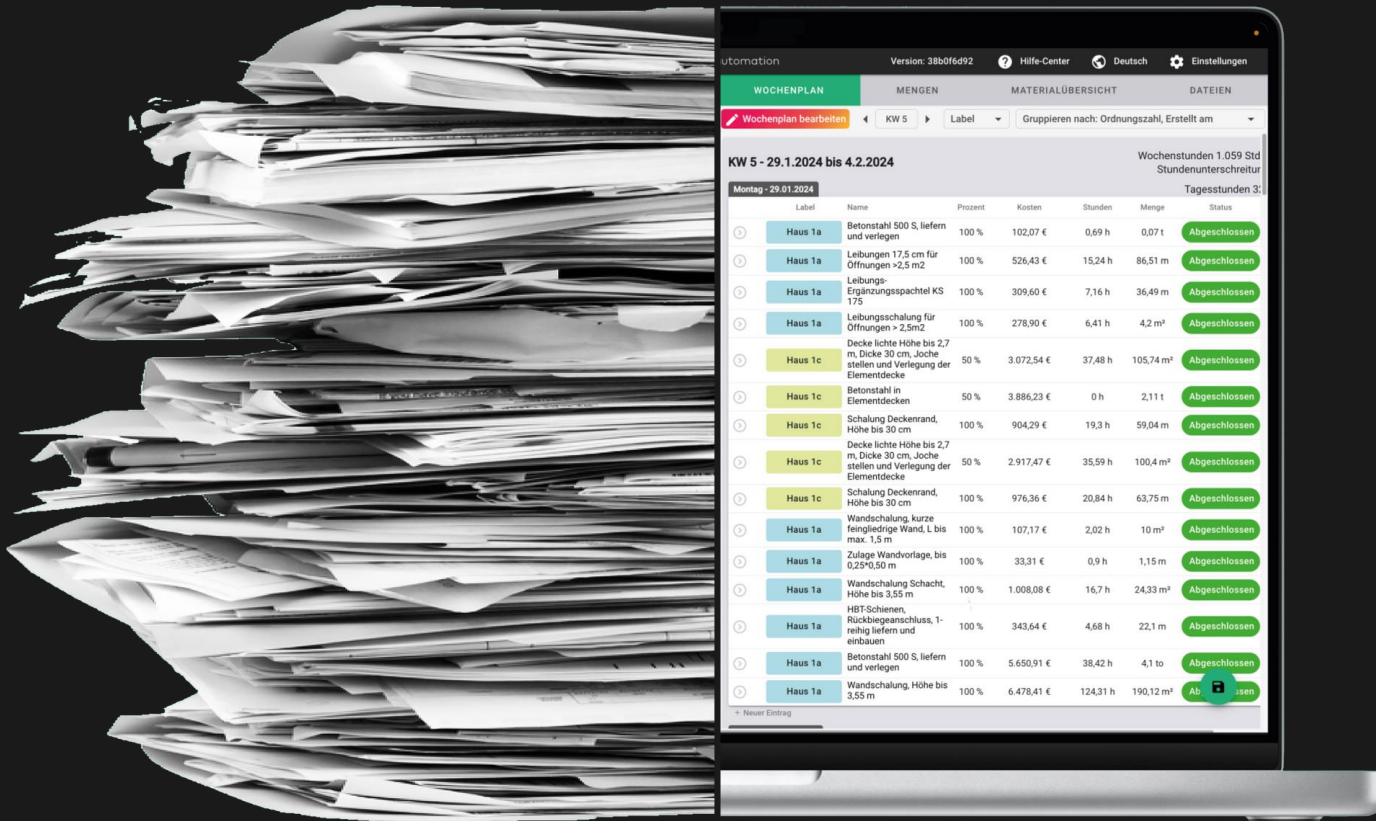 utomation Version: 38b0f6d92 Hilfe-Center Deutsch Einstellungen
WOCHENPLAN MENGEN MATERIALÜBERSICHT DATEIEN
Wochenplan bearbeiten KW 5 Label Gruppieren nach: Ordnungszahl, Erstellt am
KW 5 - 29.1.2024 bis 4.2.2024
Wochenstunden 1.059 Std
Stundenunterschreitur
Montag - 29.01.2024
Tagesstunden 33
Label Name Prozent Kosten Stunden Menge Status
Haus 1a
Betonstahl 500 S, liefern
und verlegen
100 % 102,07 € 0,69 h 0,07 t Abgeschlossen
Haus 1a
Leibungen 17,5 cm für
Öffnungen >2,5 m2
100 % 526,43 € 15,24 h 86,51 m Abgeschlossen
Haus 1a
Leibungs-
Ergänzungsspachtel KS
175
100 % 309,60 € 7,16 h 36,49 m Abgeschlossen
Haus 1a
Leibungsschalung für
Öffnungen > 2,5m2
100 % 278,90 € 6,41 h 4,2 m² Abgeschlossen
Haus 1c
Decke lichte Höhe bis 2,7
m, Dicke 30 cm, Joche
stellen und Verlegung der
Elementdecke
50 % 3.072,54 € 37,48 h 105,74 m² Abgeschlossen
Haus 1c
Betonstahl in
Elementdecken
50 % 3.886,23 € 0 h 2,11 t Abgeschlossen
Haus 1c
Schalung Deckenrand,
Höhe bis 30 cm
100 % 904,29 € 19,3 h 59,04 m Abgeschlossen
Haus 1c
Decke lichte Höhe bis 2,7
m, Dicke 30 cm, Joche
stellen und Verlegung der
Elementdecke
50 % 2.917,47 € 35,59 h 100,4 m² Abgeschlossen
Haus 1c
Schalung Deckenrand,
Höhe bis 30 cm
100 % 976,36 € 20,84 h 63,75 m Abgeschlossen
Haus 1a
Wandschalung, kurze
feingliedrige Wand, L bis
max. 1,5 m
100 % 107,17 € 2,02 h 10 m² Abgeschlossen
Haus 1a
Zulage Wandvorlage, bis
0,25*0,50 m
100 % 33,31 € 0,9 h 1,15 m Abgeschlossen
Haus 1a
Wandschalung Schacht,
Höhe bis 3,55 m
100 % 1.008,08 € 16,7 h 24,33 m² Abgeschlossen
Haus 1a
HBT-Schienen,
Rückbiegeanschluss, 1-
reihig liefern und
einbauen
100 % 343,64 € 4,68 h 22,1 m Abgeschlossen
Haus 1a
Betonstahl 500 S, liefern
und verlegen
100 % 5.650,91 € 38,42 h 4,1 to Abgeschlossen
Haus 1a
Wandschalung, Höhe bis
3,55 m
100 % 6.478,41 € 124,31 h 190,12 m² Ab ssen
+ Neuer Eintrag